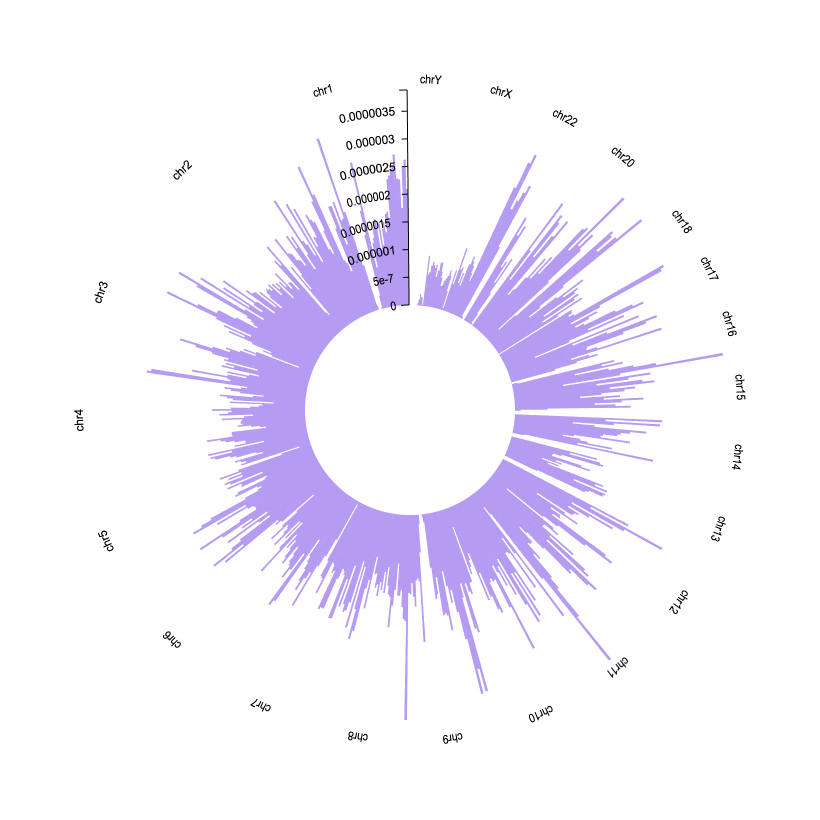 chrY
chrX
chr22
chr20
chr18
chr17
chr16
chr15
chr14
chr13
chr12
chr11
chr10
chr9
chr8
chr7
chr6
chr5
chr4
chr3
chr2
chr1
0.0000035
0.000003
0.0000025
0.000002
0.0000015
0.000001
5e-7
0